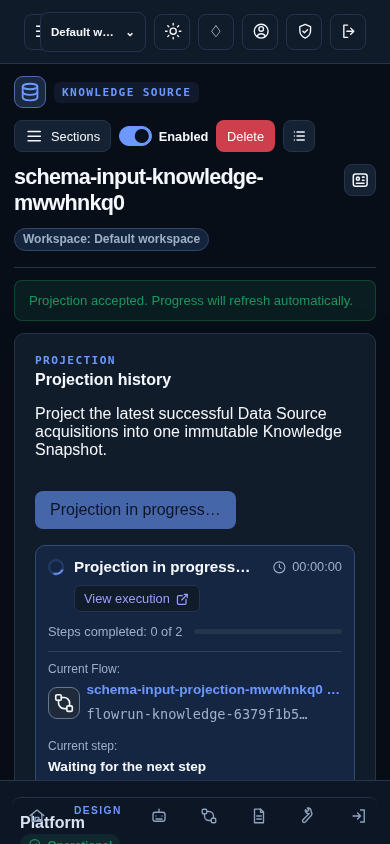 Default w…
KNOWLEDGE SOURCE
Sections
Enabled
Delete
schema-input-knowledge-
mwwhnkq0
Workspace: Default workspace
Projection accepted. Progress will refresh automatically.
PROJECTION
Projection history
Project the latest successful Data Source
acquisitions into one immutable Knowledge
Snapshot.
Projection in progress…
Projection in progress…
00:00:00
View execution
Steps completed: 0 of 2
Current Flow:
schema-input-projection-mwwhnkq0 …
flowrun-knowledge-6379f1b5…
Current step:
Waiting for the next step
DESIGN
Platform
Operational